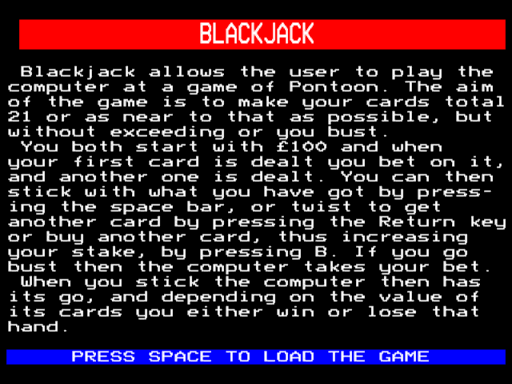 BLACKJACK
Blackjack allows the user to play the
computer at a game of Pontoon. The aim
of the game is to make your cards total
21 or as near to that as possible, but
without exceeding or you bust.
You both start with £100 and when
your first card is dealt you bet on it,
and another one is dealt. You can then
stick with what you have got by press-
ing the space bar, or twist to get
another card by pressing the Return key
or buy another card, thus increasing
your stake, by pressing B. If you go
bust then the computer takes your bet.
When you stick the computer then has
its go, and depending on the value of
its cards you either win or lose that
hand.
PRESS SPACE TO LOAD THE GAME